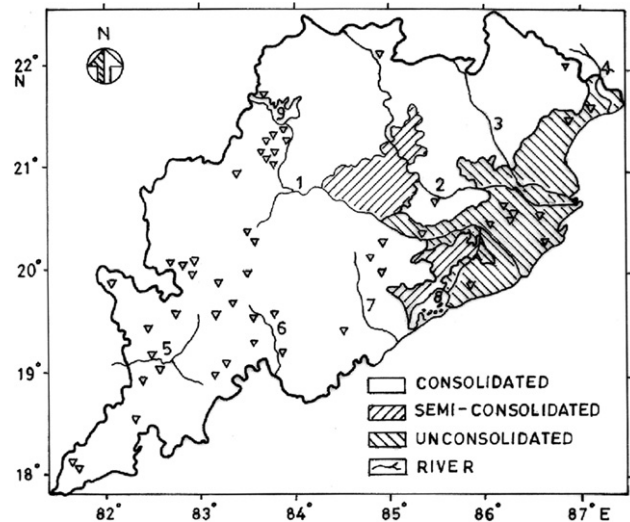 N
22°
N
21°
20°
19°
18°
9
1
2
3
4
5
6
7
8
CONSOLIDATED
SEMI-CONSOLIDATED
UNCONSOLIDATED
RIVER
82° 83° 84° 85° 86° 87° E